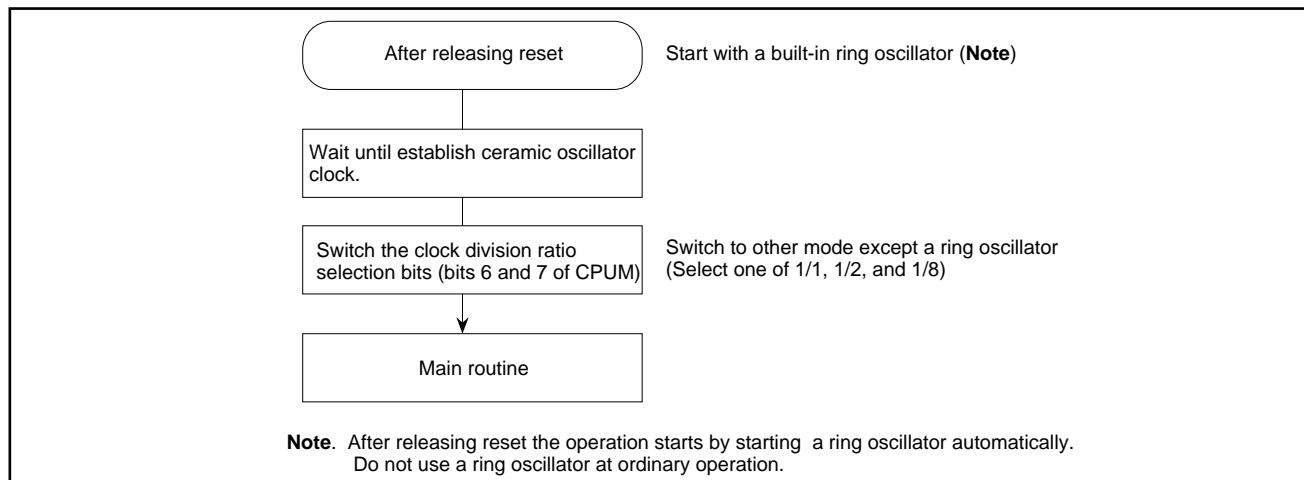 After releasing reset
Start with a built-in ring oscillator (Note)
Wait until establish ceramic oscillator
clock.
Switch the clock division ratio
selection bits (bits 6 and 7 of CPUM)
Switch to other mode except a ring oscillator
(Select one of 1/1, 1/2, and 1/8)
Main routine
Note. After releasing reset the operation starts by starting a ring oscillator automatically.
Do not use a ring oscillator at ordinary operation.